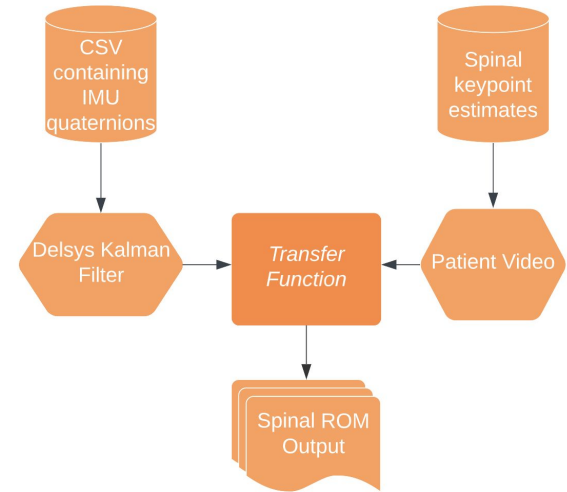 CSV
containing
IMU
quaternions
Spinal
keypoint
estimates
Delsys Kalman
Filter
Transfer
Function
Patient Video
Spinal ROM
Output